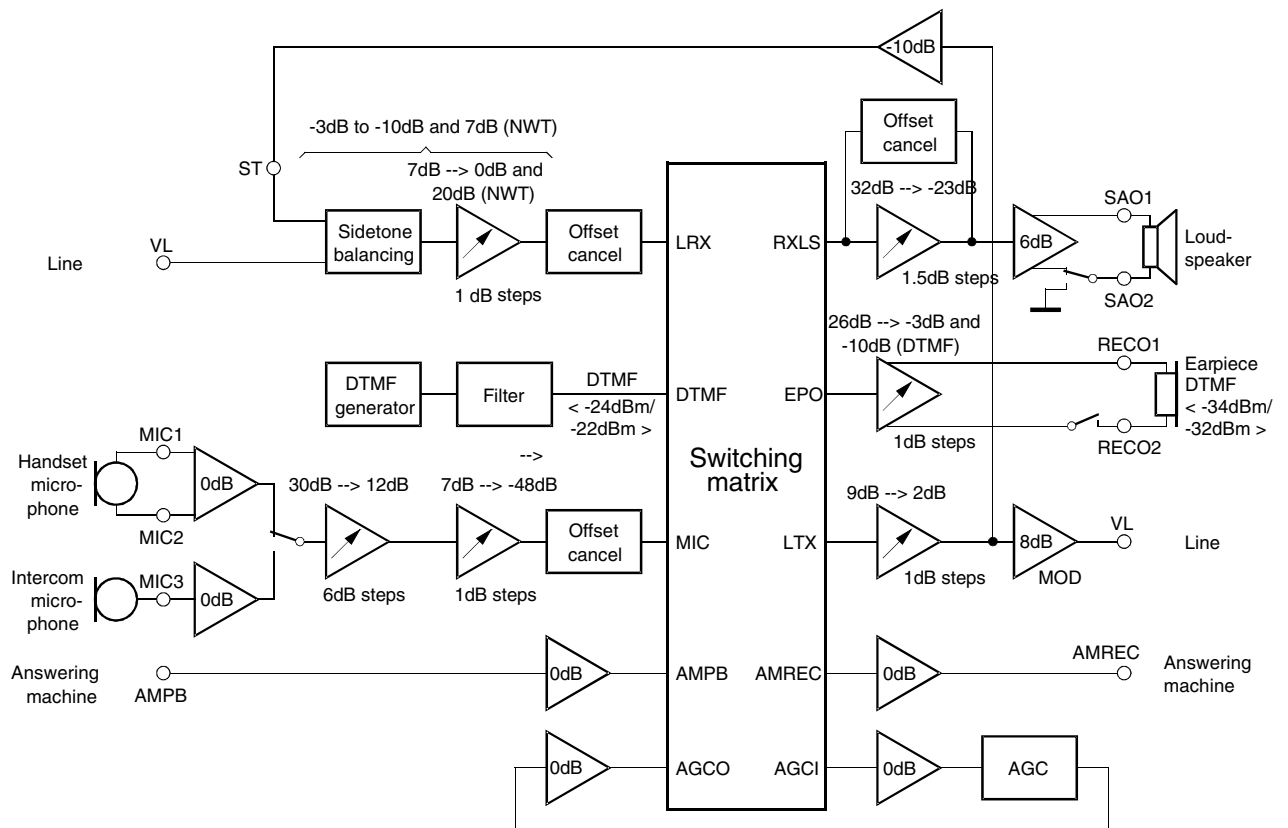 -10dB
-3dB to -10dB and 7dB (NWT)
ST
7dB --> 0dB and
20dB (NWT)
Offset
cancel
32dB --> -23dB
SAO1
Line
VL
Sidetone
balancing
Offset
cancel
LRX
RXLS
6dB
Loud-
speaker
1 dB steps
1.5dB steps
SAO2
26dB --> -3dB and
-10dB (DTMF)
RECO1
DTMF
generator
Filter
DTMF
< -24dBm/
-22dBm >
DTMF
EPO
Earpiece
DTMF
< -34dBm/
-32dBm >
1dB steps
RECO2
Switching
matrix
MIC1
Handset
micro-
phone
0dB
MIC2
-->
30dB --> 12dB
7dB --> -48dB
Offset
cancel
MIC
LTX
9dB --> 2dB
8dB
VL
Line
1dB steps
MOD
Intercom
micro-
phone
MIC3
0dB
6dB steps
1dB steps
Answering
machine
AMPB
0dB
AMPB
AMREC
0dB
AMREC
Answering
machine
0dB
AGCO
AGCI
0dB
AGC